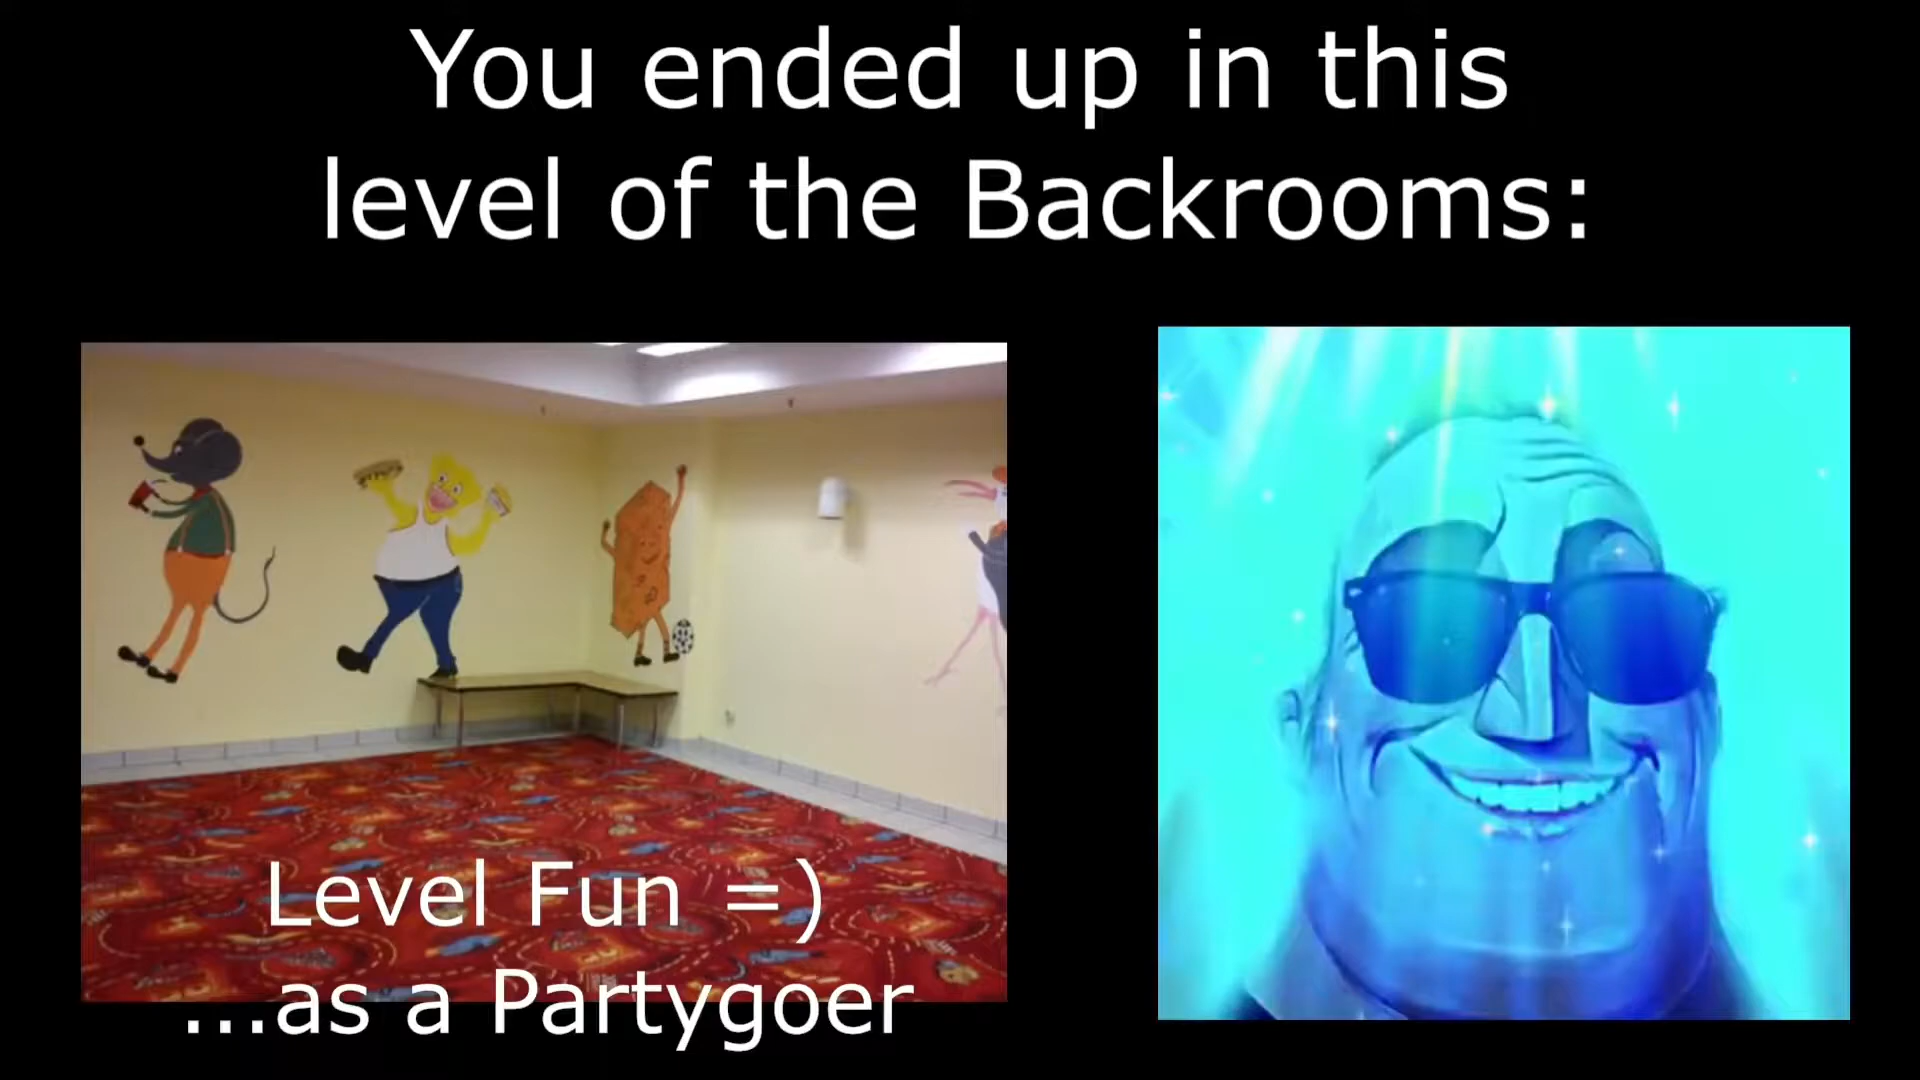 You ended up in this
level of the Backrooms:
Level Fun =)
...as a Partygoer